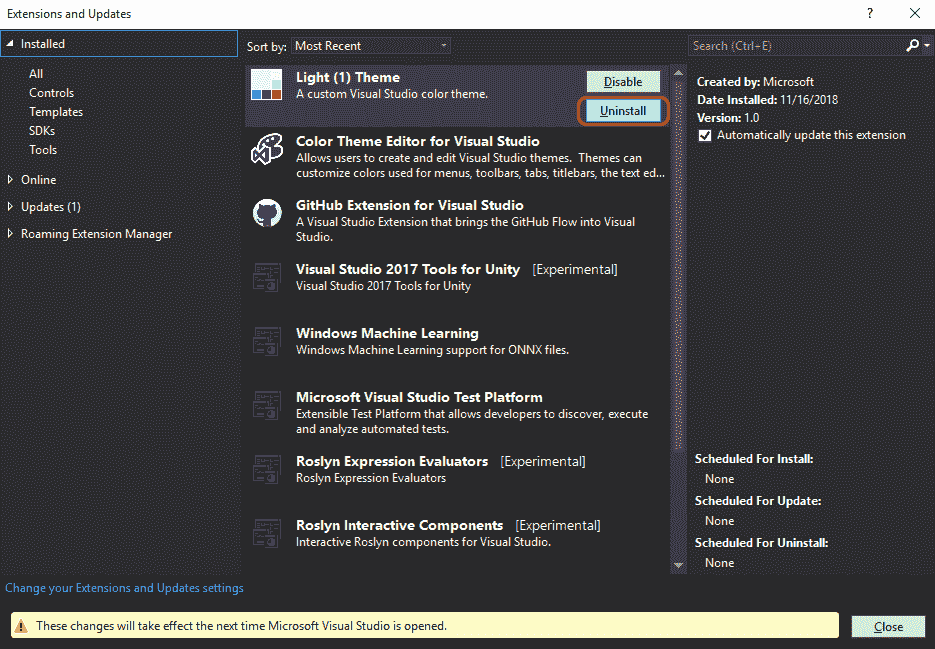 Extensions and Updates
?
Installed
All
Controls
Templates
SDKs
Tools
Online
Updates (1)
Roaming Extension Manager
Sort by: Most Recent
Light (1) Theme
A custom Visual Studio color theme.
Disable
Uninstall
Color Theme Editor for Visual Studio
Allows users to create and edit Visual Studio themes. Themes can
customize colors used for menus, toolbars, tabs, titlebars, the text ed...
GitHub Extension for Visual Studio
A Visual Studio Extension that brings the GitHub Flow into Visual
Studio.
Visual Studio 2017 Tools for Unity [Experimental]
Visual Studio 2017 Tools for Unity
Windows Machine Learning
Windows Machine Learning support for ONNX files.
Microsoft Visual Studio Test Platform
Extensible Test Platform that allows developers to discover, execute
and analyze automated tests.
Roslyn Expression Evaluators [Experimental]
Roslyn Expression Evaluators
Roslyn Interactive Components [Experimental]
Interactive Roslyn components for Visual Studio.
Search (Ctrl+E)
Created by: Microsoft
Date Installed: 11/16/2018
Version: 1.0
Automatically update this extension
Scheduled For Install:
None
Scheduled For Update:
None
Scheduled For Uninstall:
None
Change your Extensions and Updates settings
These changes will take effect the next time Microsoft Visual Studio is opened.
Close